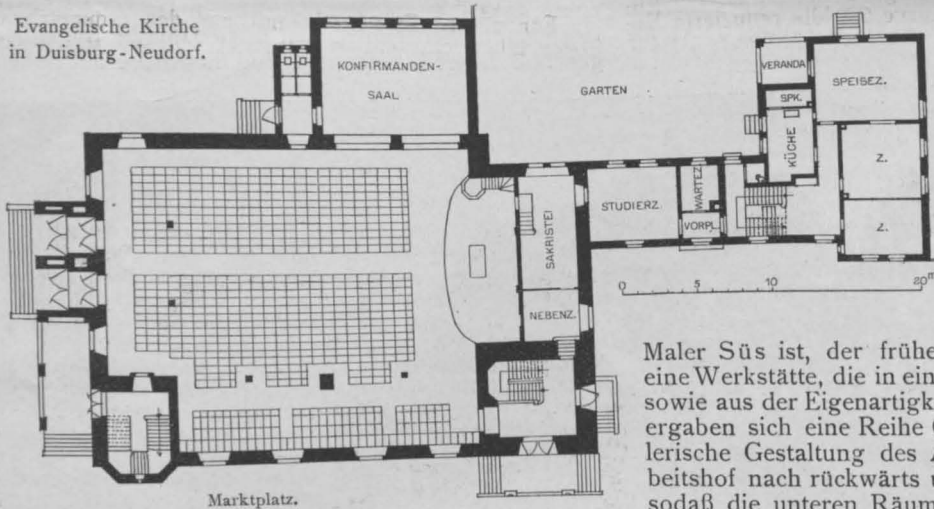 Evangelische Kirche
in Duisburg-Neudorf.
KONFIRMANDEN-
SAAL
GARTEN
VERANDA
SPEISEZ.
SPK.
KÜCHE
Z.
Z.
STUDIERZ.
WARTEZ.
VORPL.
SAKRISTEI
NEBENZ.
0 5 10 20 m
Marktplatz.
Maler Süs ist, der frühe
eine Werkstätte, die in ein
sowie aus der Eigenartigk
ergaben sich eine Reihe
lerische Gestaltung des
beitshof nach rückwärts u
sodaß die unteren Räum